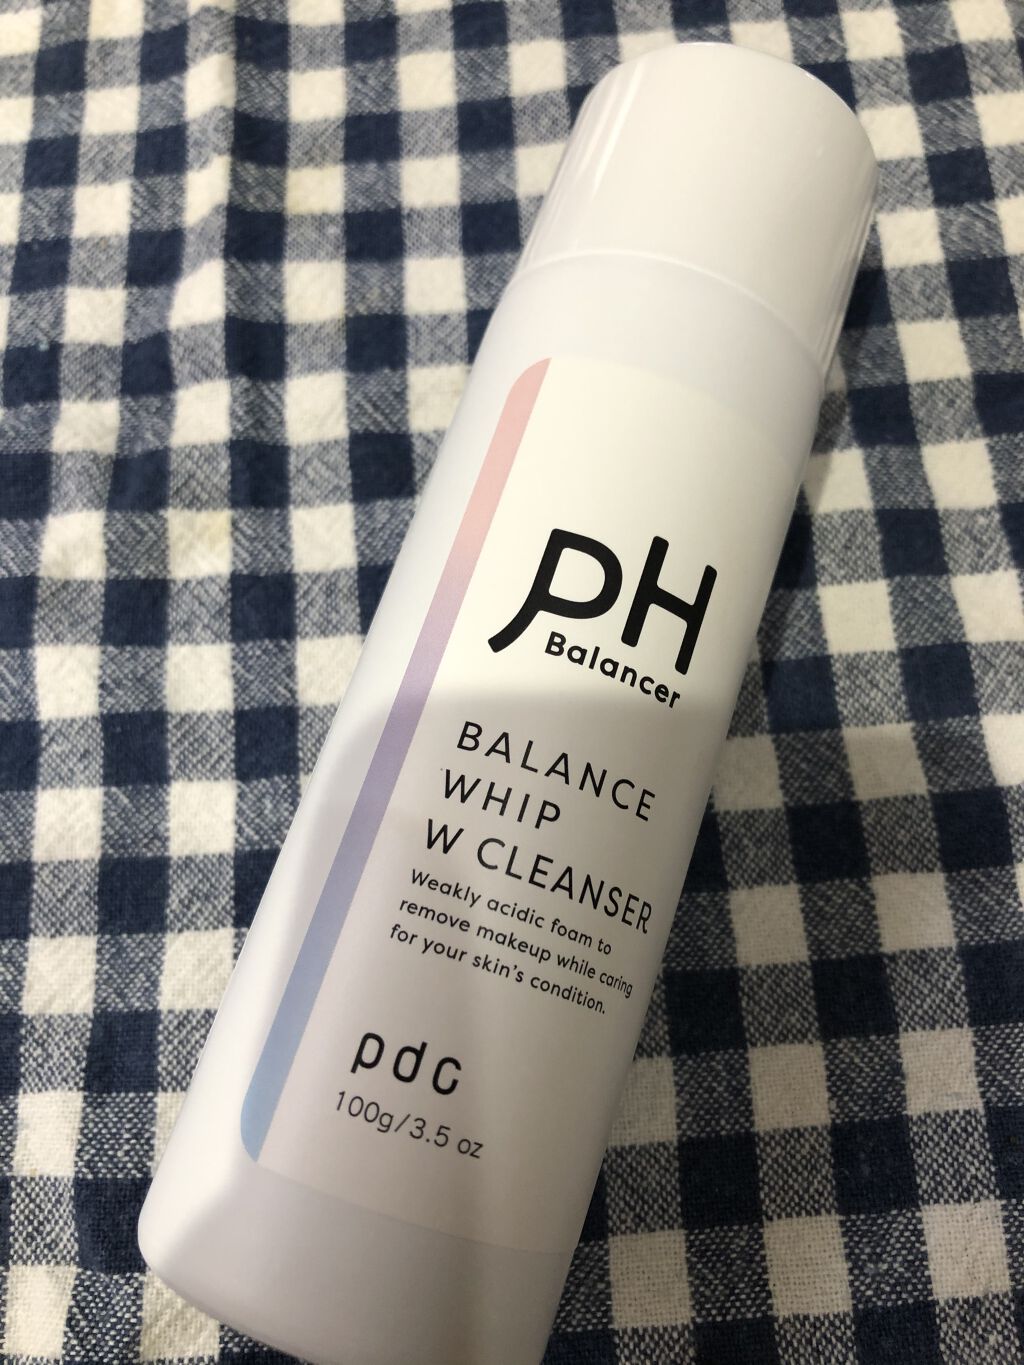 pH
Balancer
BALANCE
WHIP
W CLEANSER
Weakly acidic foam to
remove makeup while caring
for your skin's condition.
pdc
100g/3.5 oz